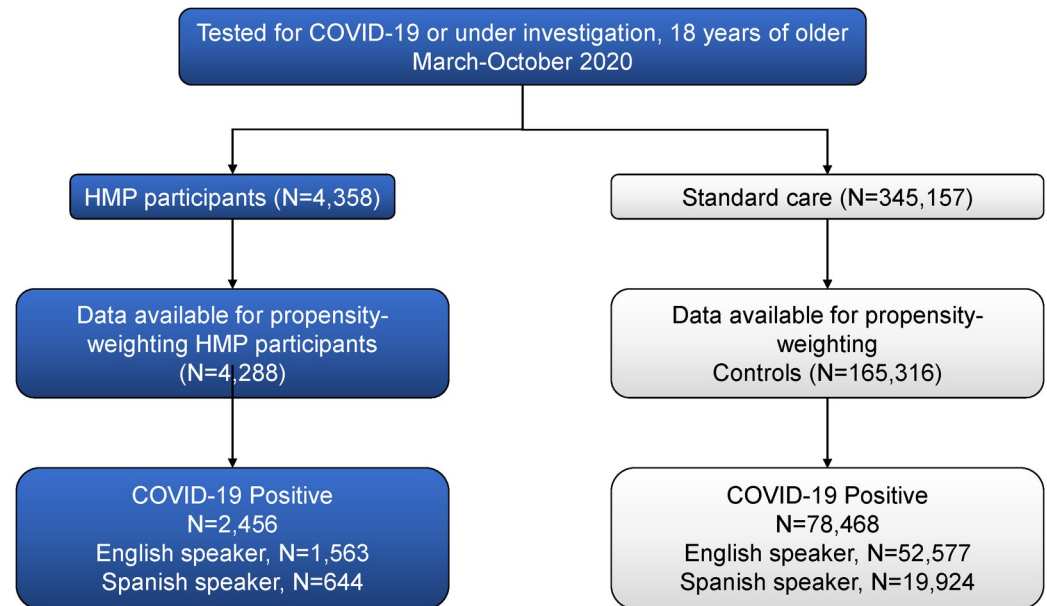 Tested for COVID-19 or under investigation, 18 years of older
March-October 2020
HMP participants (N=4,358)
Standard care (N=345,157)
Data available for propensity-
weighting HMP participants
(N=4,288)
Data available for propensity-
weighting
Controls (N=165,316)
COVID-19 Positive
N=2,456
English speaker, N=1,563
Spanish speaker, N=644
COVID-19 Positive
N=78,468
English speaker, N=52,577
Spanish speaker, N=19,924